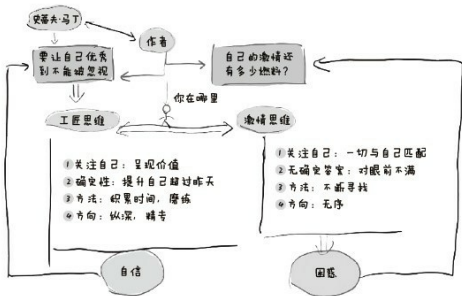 史蒂夫·马丁
作者
要让自己优秀
到不能被忽视
自己的激情还
有多少燃料?
你在哪里
工匠思维
激情思维
①关注自己:呈现价值
②确定性:提升自己超过昨天
③方法:积累时间,磨练
④方向:纵深,精专
①关注自己:一切与自己匹配
②无确定答案:对眼前不满
③方法:不断寻找
④方向:无序
自信
困惑